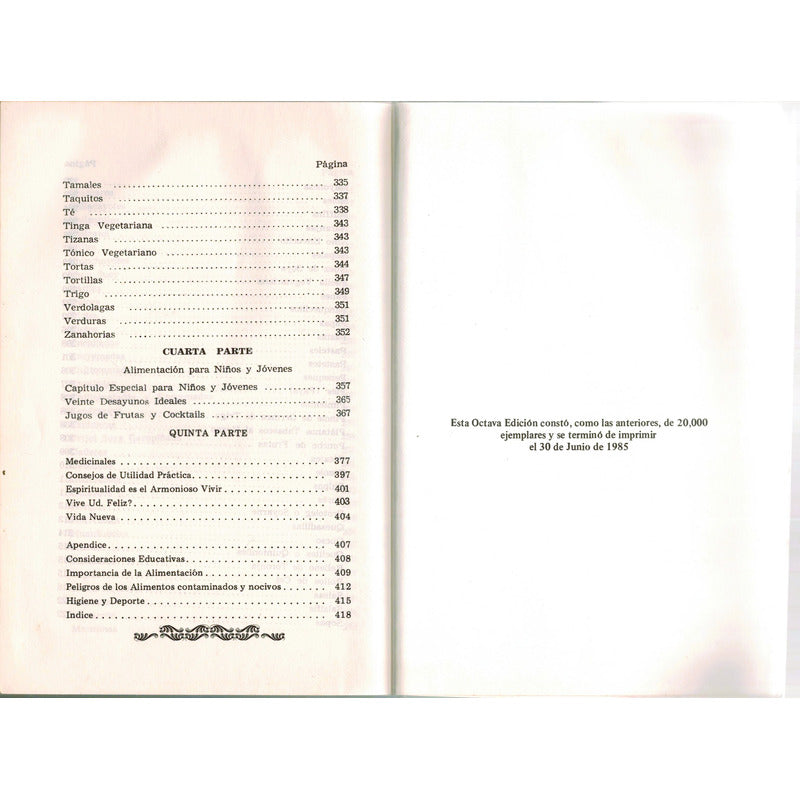 Página
Tamales ........ 335
Taquitos ........ 337
Té ........ 338
Tinga Vegetariana ........ 343
Tizanas ........ 343
Tónico Vegetariano ........ 343
Tortas ........ 344
Tortillas ........ 347
Trigo ........ 349
Verdolagas ........ 351
Verduras ........ 351
Zanahorias ........ 352
CUARTA PARTE
Alimentación para Niños y Jóvenes
Capitulo Especial para Niños y Jóvenes ........ 357
Veinte Desayunos Ideales ........ 365
Jugos de Frutas y Cocktails ........ 367
QUINTA PARTE
Medicinales ........ 377
Consejos de Utilidad Práctica ........ 397
Espiritualidad es el Armonioso Vivir ........ 401
Vive Ud. Feliz? ........ 403
Vida Nueva ........ 404
Apendice ........ 407
Consideraciones Educativas ........ 408
Importancia de la Alimentación ........ 409
Peligros de los Alimentos contaminados y nocivos ........ 412
Higiene y Deporte ........ 415
Indice ........ 418
Esta Octava Edición constó, como las anteriores, de 20,000
ejemplares y se terminó de imprimir
el 30 de Junio de 1985